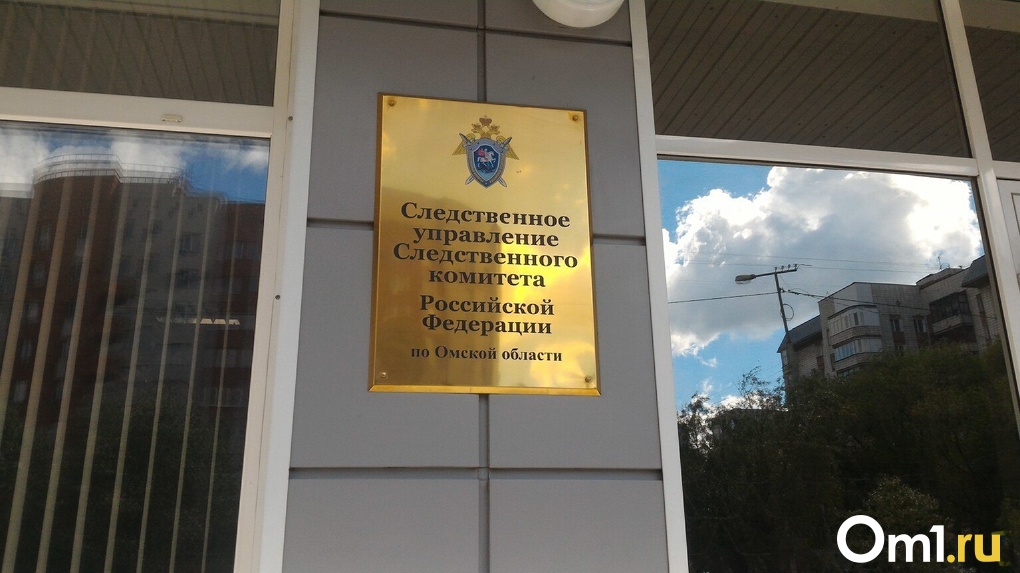 Следственное
управление
Следственного
комитета
Российской
Федерации
по Омской области
Om1.ru